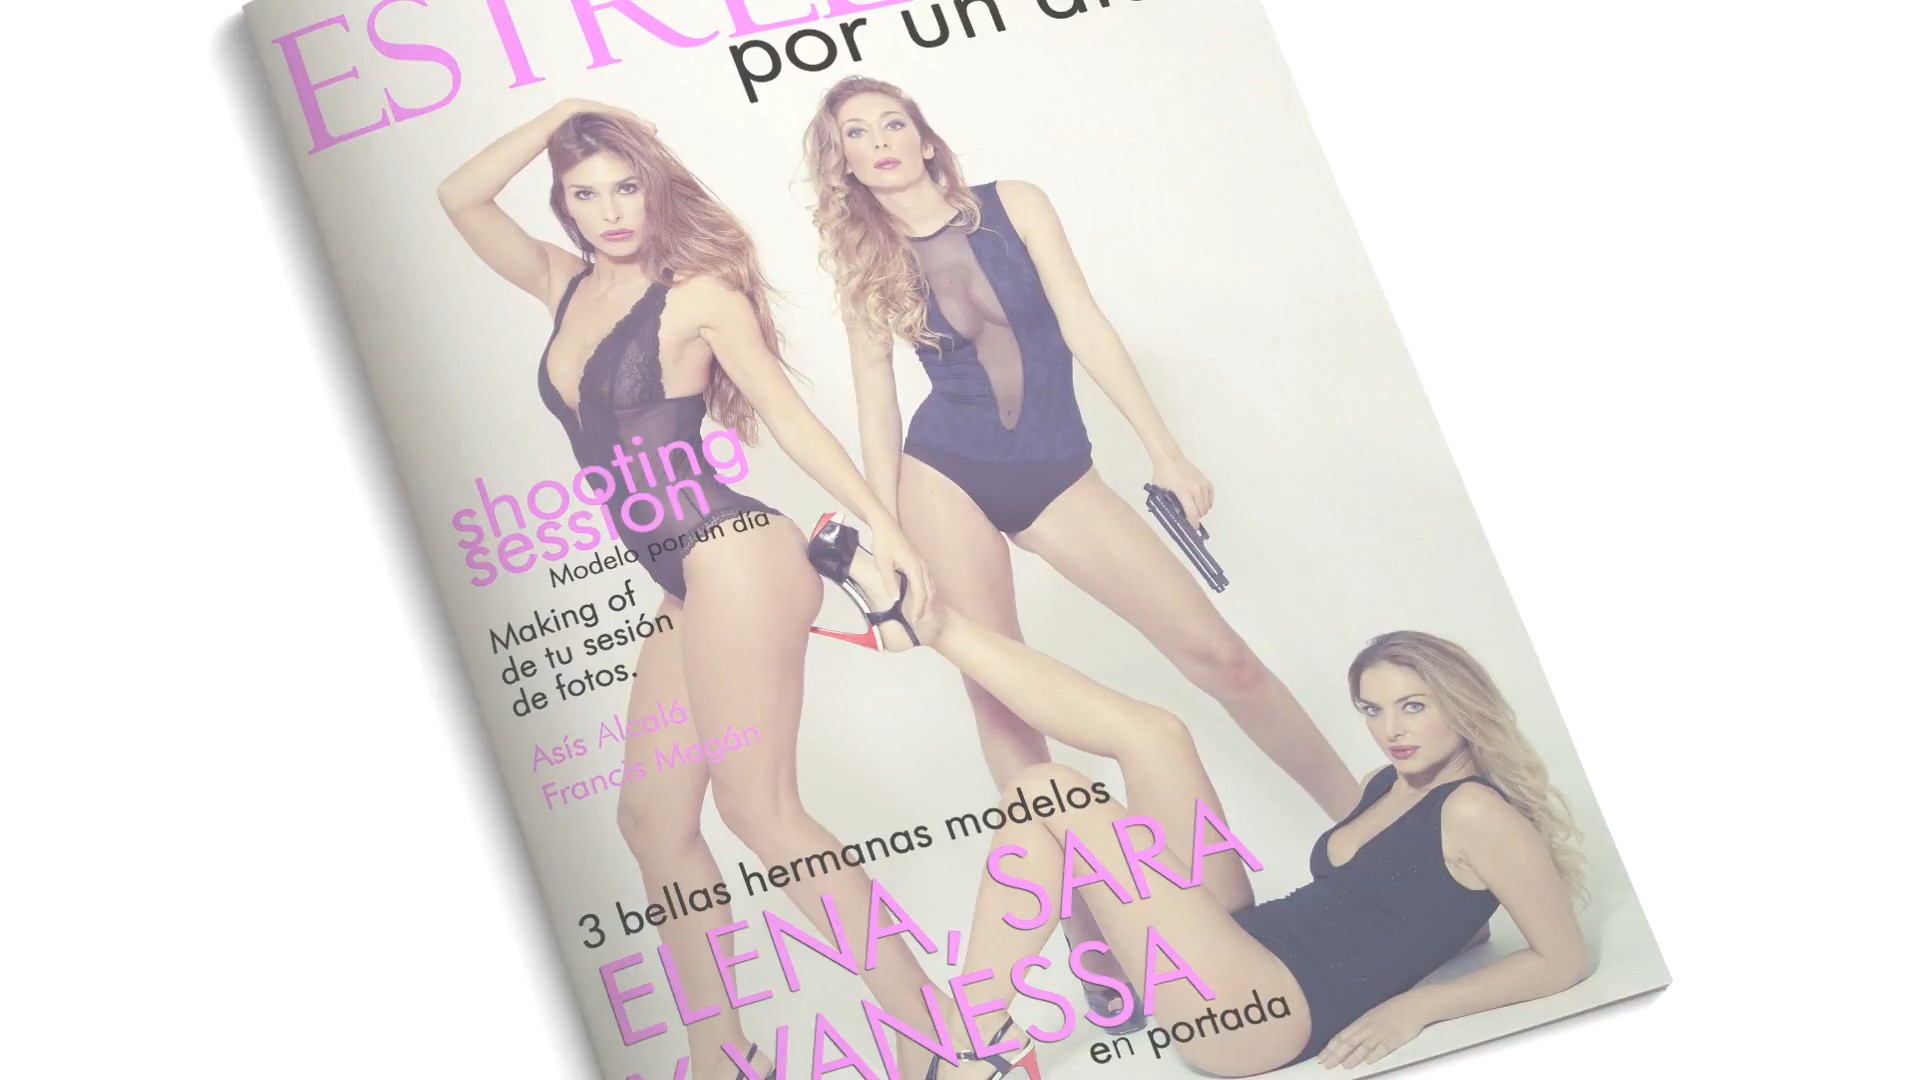 ESTRE
por un
shooting
session
Modelo por un día
Making of
de tu sesión
de fotos.
Asís Alcalá
Francis Magán
3 bellas hermanas modelos
ELENA, SARA
Y VANESSA
en portada